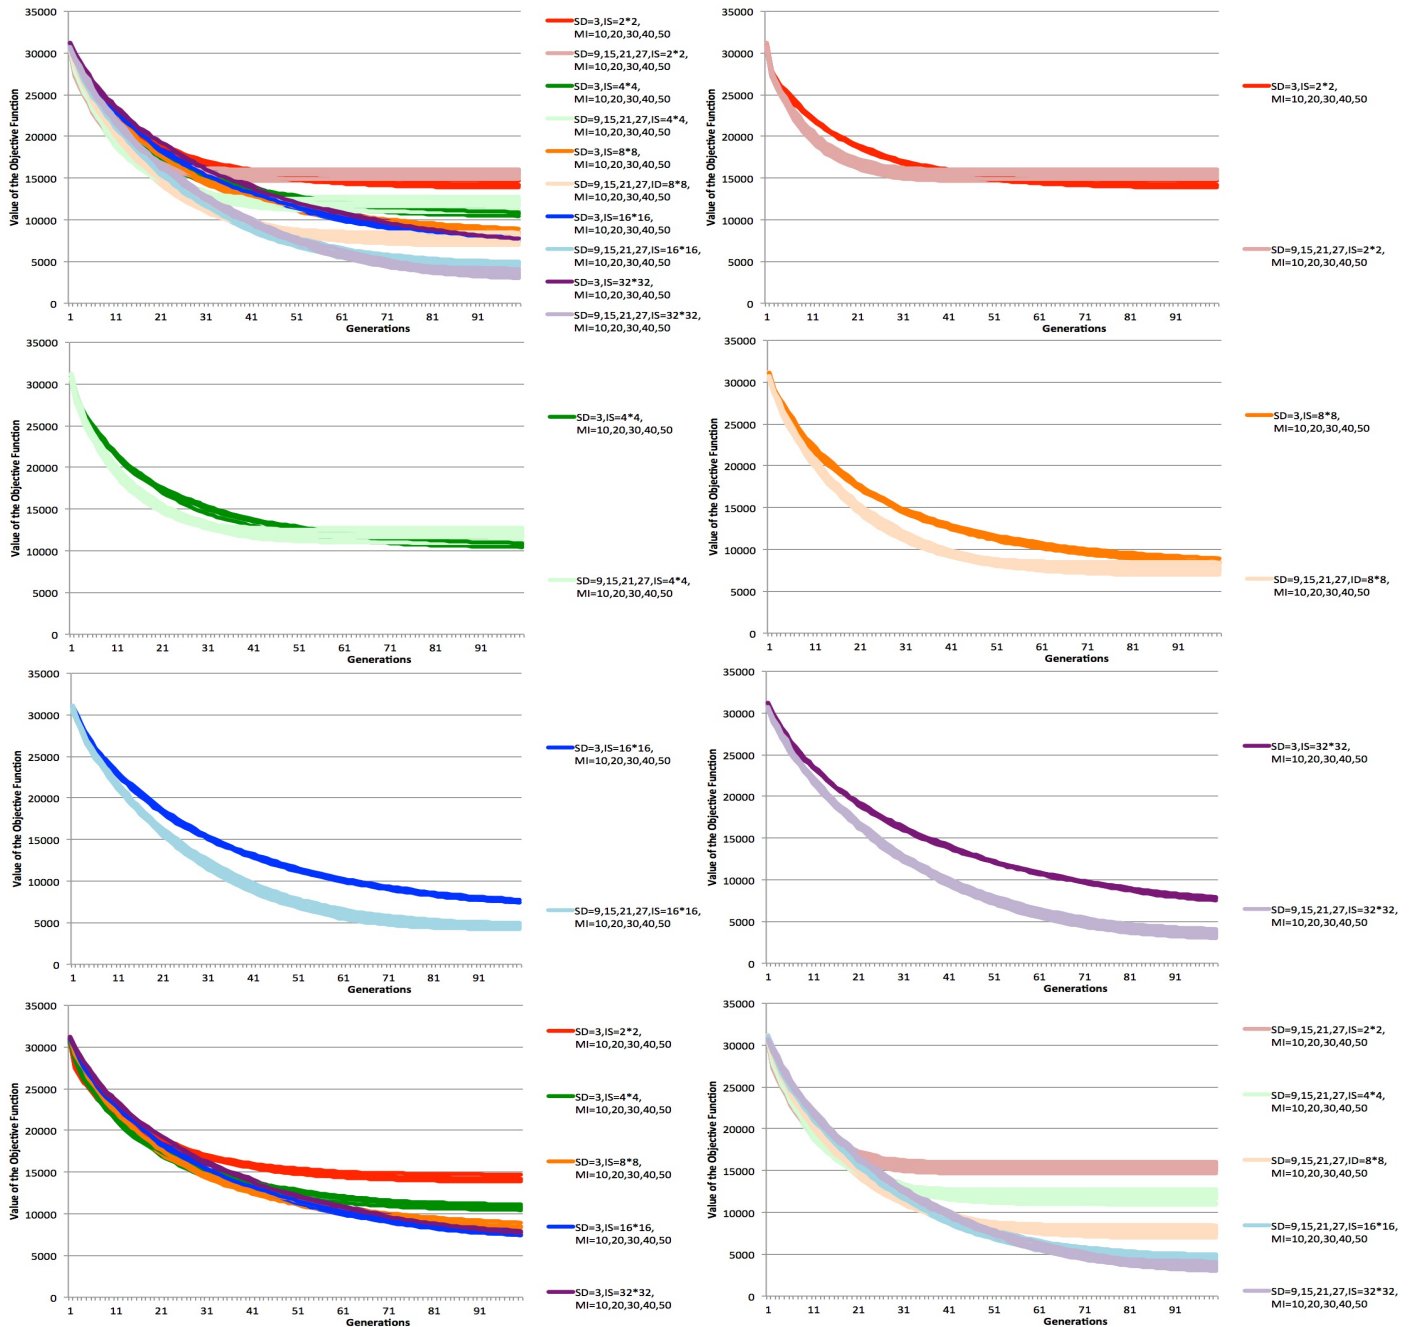 Value of the Objective Function
35000
30000
25000
20000
15000
10000
5000
0
1 11 21 31 41 51 61 71 81 91
Generations
SD=3,IS=2*2,
MI=10,20,30,40,50
SD=9,15,21,27,IS=2*2,
MI=10,20,30,40,50
SD=3,IS=4*4,
MI=10,20,30,40,50
SD=9,15,21,27,IS=4*4,
MI=10,20,30,40,50
SD=3,IS=8*8,
MI=10,20,30,40,50
SD=9,15,21,27,ID=8*8,
MI=10,20,30,40,50
SD=3,IS=16*16,
MI=10,20,30,40,50
SD=9,15,21,27,IS=16*16,
MI=10,20,30,40,50
SD=3,IS=32*32,
MI=10,20,30,40,50
SD=9,15,21,27,IS=32*32,
MI=10,20,30,40,50
Value of the Objective Function
35000
30000
25000
20000
15000
10000
5000
0
1 11 21 31 41 51 61 71 81 91
Generations
SD=3,IS=2*2,
MI=10,20,30,40,50
SD=9,15,21,27,IS=2*2,
MI=10,20,30,40,50
Value of the Objective Function
35000
30000
25000
20000
15000
10000
5000
0
1 11 21 31 41 51 61 71 81 91
Generations
SD=3,IS=4*4,
MI=10,20,30,40,50
SD=9,15,21,27,IS=4*4,
MI=10,20,30,40,50
Value of the Objective Function
35000
30000
25000
20000
15000
10000
5000
0
1 11 21 31 41 51 61 71 81 91
Generations
SD=3,IS=8*8,
MI=10,20,30,40,50
SD=9,15,21,27,ID=8*8,
MI=10,20,30,40,50
Value of the Objective Function
35000
30000
25000
20000
15000
10000
5000
0
1 11 21 31 41 51 61 71 81 91
Generations
SD=3,IS=16*16,
MI=10,20,30,40,50
SD=9,15,21,27,IS=16*16,
MI=10,20,30,40,50
Value of the Objective Function
35000
30000
25000
20000
15000
10000
5000
0
1 11 21 31 41 51 61 71 81 91
Generations
SD=3,IS=32*32,
MI=10,20,30,40,50
SD=9,15,21,27,IS=32*32,
MI=10,20,30,40,50
Value of the Objective Function
35000
30000
25000
20000
15000
10000
5000
0
1 11 21 31 41 51 61 71 81 91
Generations
SD=3,IS=2*2,
MI=10,20,30,40,50
SD=3,IS=4*4,
MI=10,20,30,40,50
SD=3,IS=8*8,
MI=10,20,30,40,50
SD=3,IS=16*16,
MI=10,20,30,40,50
SD=3,IS=32*32,
MI=10,20,30,40,50
Value of the Objective Function
35000
30000
25000
20000
15000
10000
5000
0
1 11 21 31 41 51 61 71 81 91
Generations
SD=9,15,21,27,IS=2*2,
MI=10,20,30,40,50
SD=9,15,21,27,IS=4*4,
MI=10,20,30,40,50
SD=9,15,21,27,ID=8*8,
MI=10,20,30,40,50
SD=9,15,21,27,IS=16*16,
MI=10,20,30,40,50
SD=9,15,21,27,IS=32*32,
MI=10,20,30,40,50